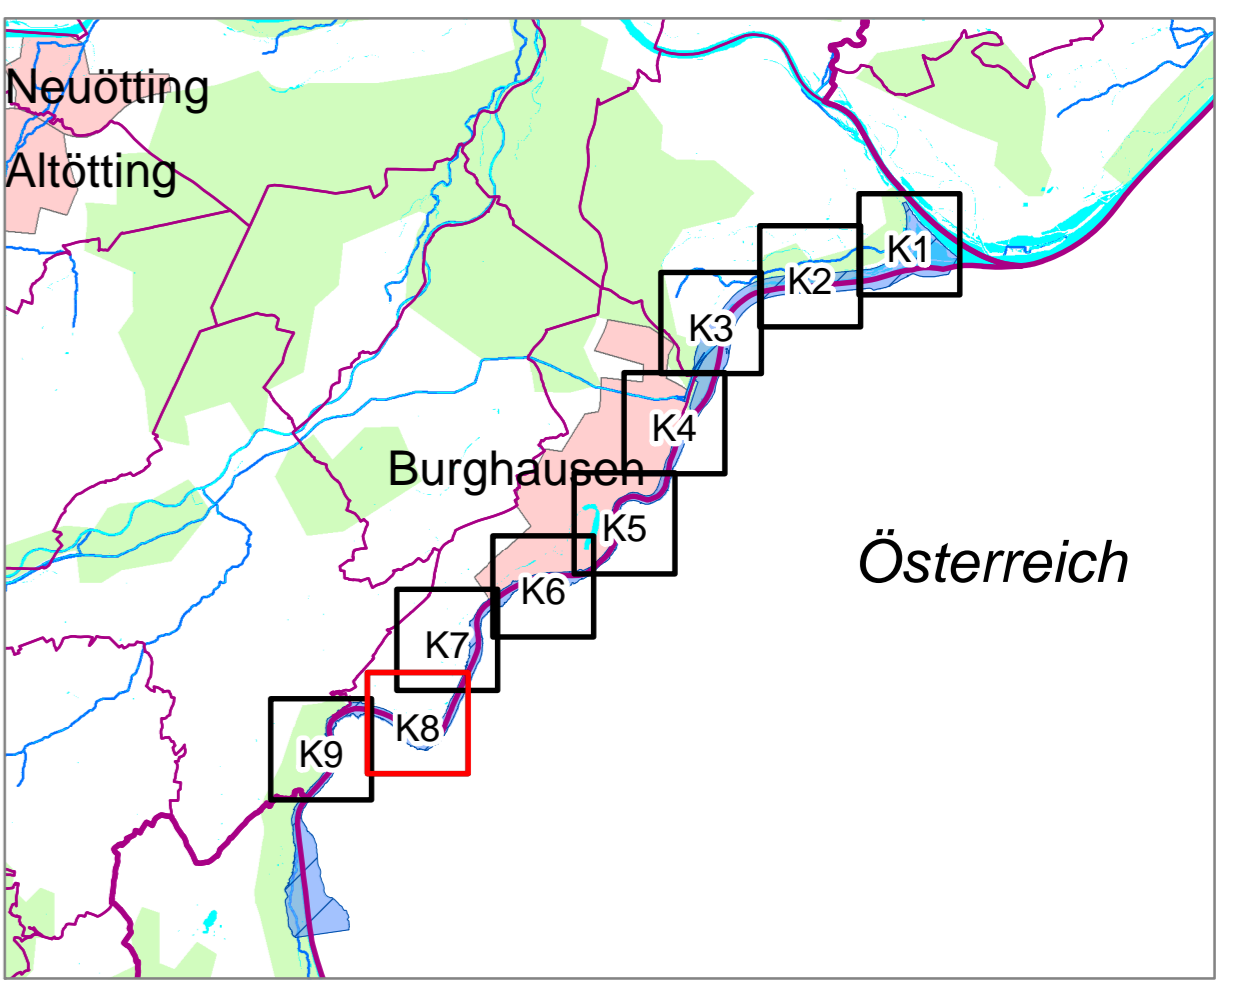 Neuötting
Altötting
K1
K2
K3
K4
Burghausen
K5
Österreich
K6
K7
K8
K9